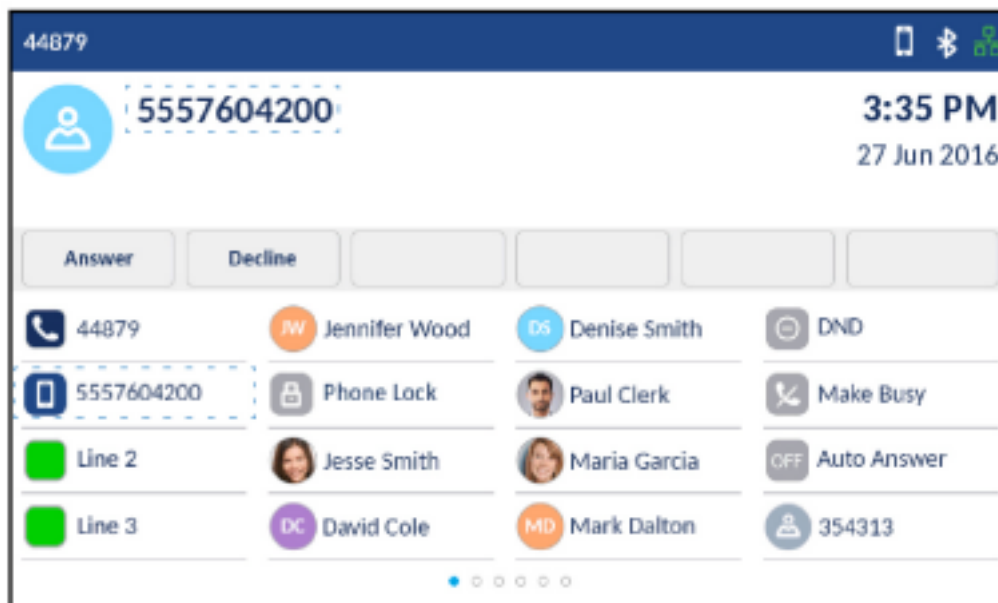 44879
5557604200
3:35 PM
27 Jun 2016
Answer Decline
44879 JW Jennifer Wood DS Denise Smith DND
5557604200 Phone Lock Paul Clerk Make Busy
Line 2 Jesse Smith Maria Garcia OFF Auto Answer
Line 3 DC David Cole MD Mark Dalton 354313